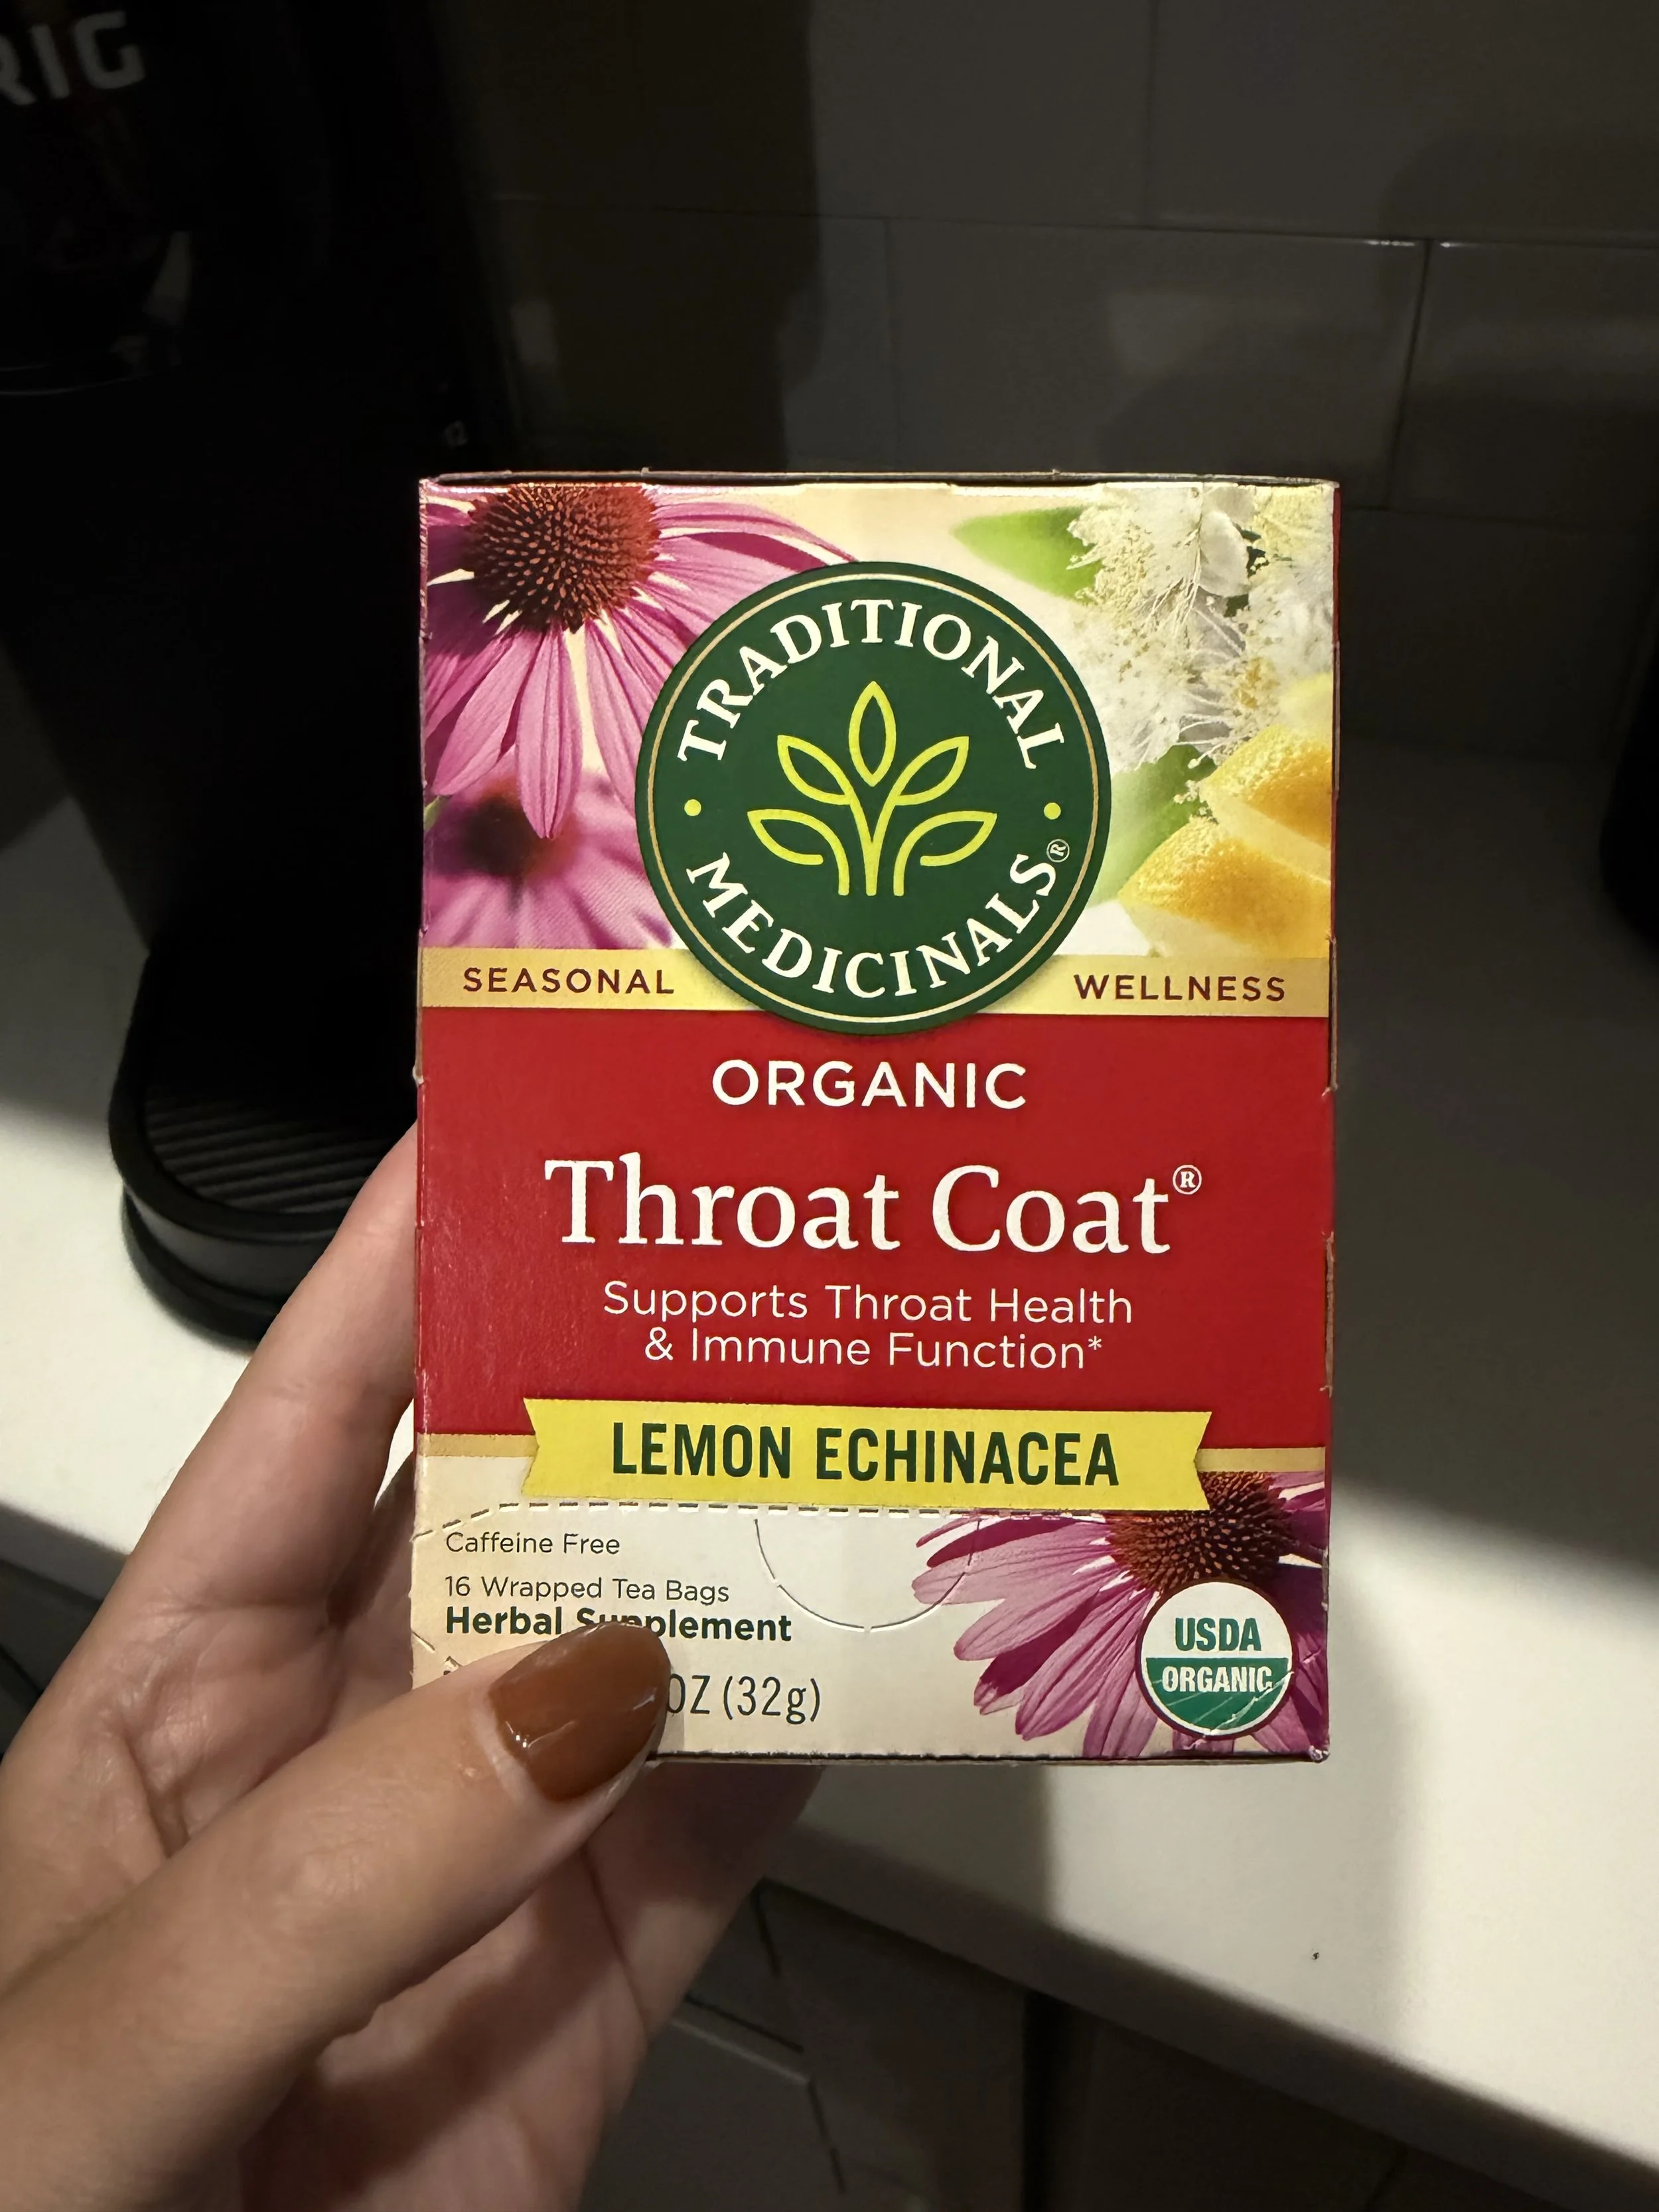 RIG
TRADITIONAL
MEDICINALS®
SEASONAL WELLNESS
ORGANIC
Throat Coat®
Supports Throat Health
& Immune Function*
LEMON ECHINACEA
Caffeine Free
16 Wrapped Tea Bags
Herbal Supplement
OZ (32g)
USDA
ORGANIC